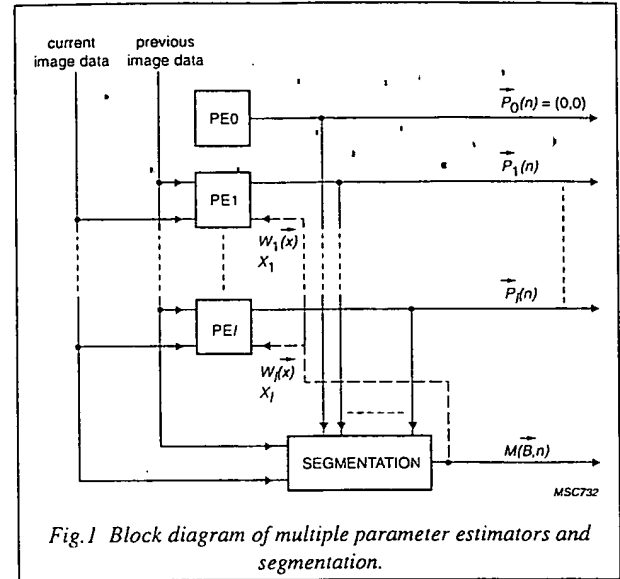 current previous
image data image data
P₀(n) = (0,0)
PE0
P₁(n)
PE1
W₁(x)
X₁
Pₗ(n)
PEI
Wₗ(x)
Xₗ
SEGMENTATION
M(B,n)
MSC732
Fig.1 Block diagram of multiple parameter estimators and
segmentation.